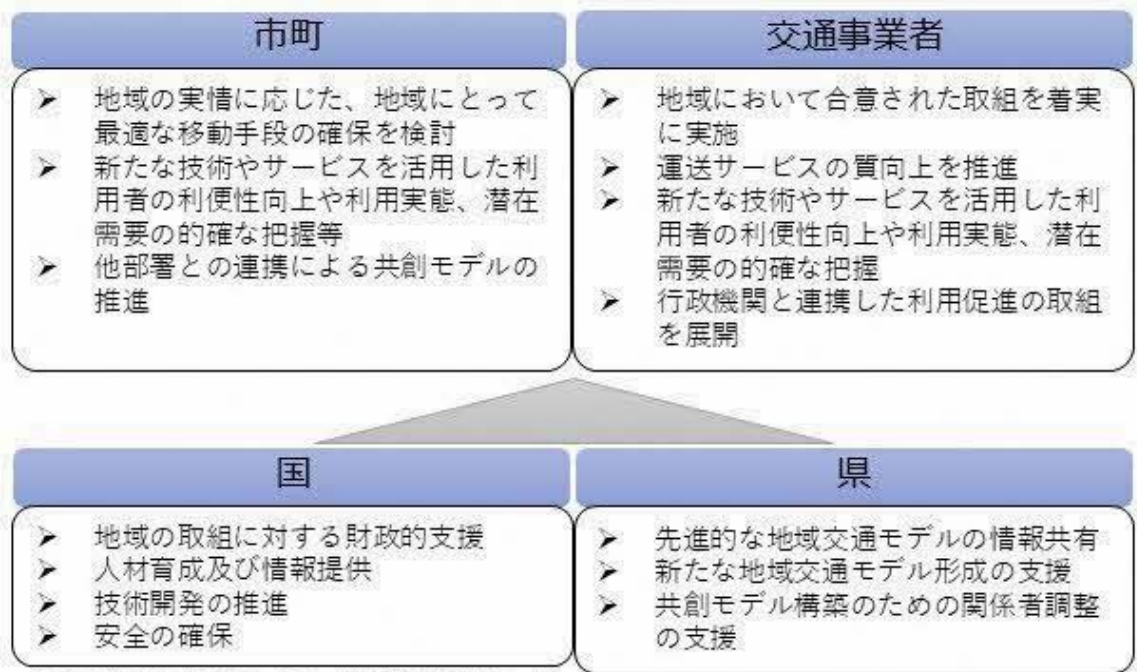 市町
➢ 地域の実情に応じた、地域にとって
最適な移動手段の確保を検討
➢ 新たな技術やサービスを活用した利
用者の利便性向上や利用実態、潜在
需要の的確な把握等
➢ 他部署との連携による共創モデルの
推進
交通事業者
➢ 地域において合意された取組を着実
に実施
➢ 運送サービスの質向上を推進
➢ 新たな技術やサービスを活用した利
用者の利便性向上や利用実態、潜在
需要の的確な把握
➢ 行政機関と連携した利用促進の取組
を展開
国
➢ 地域の取組に対する財政的支援
➢ 人材育成及び情報提供
➢ 技術開発の推進
➢ 安全の確保
県
➢ 先進的な地域交通モデルの情報共有
➢ 新たな地域交通モデル形成の支援
➢ 共創モデル構築のための関係者調整
の支援